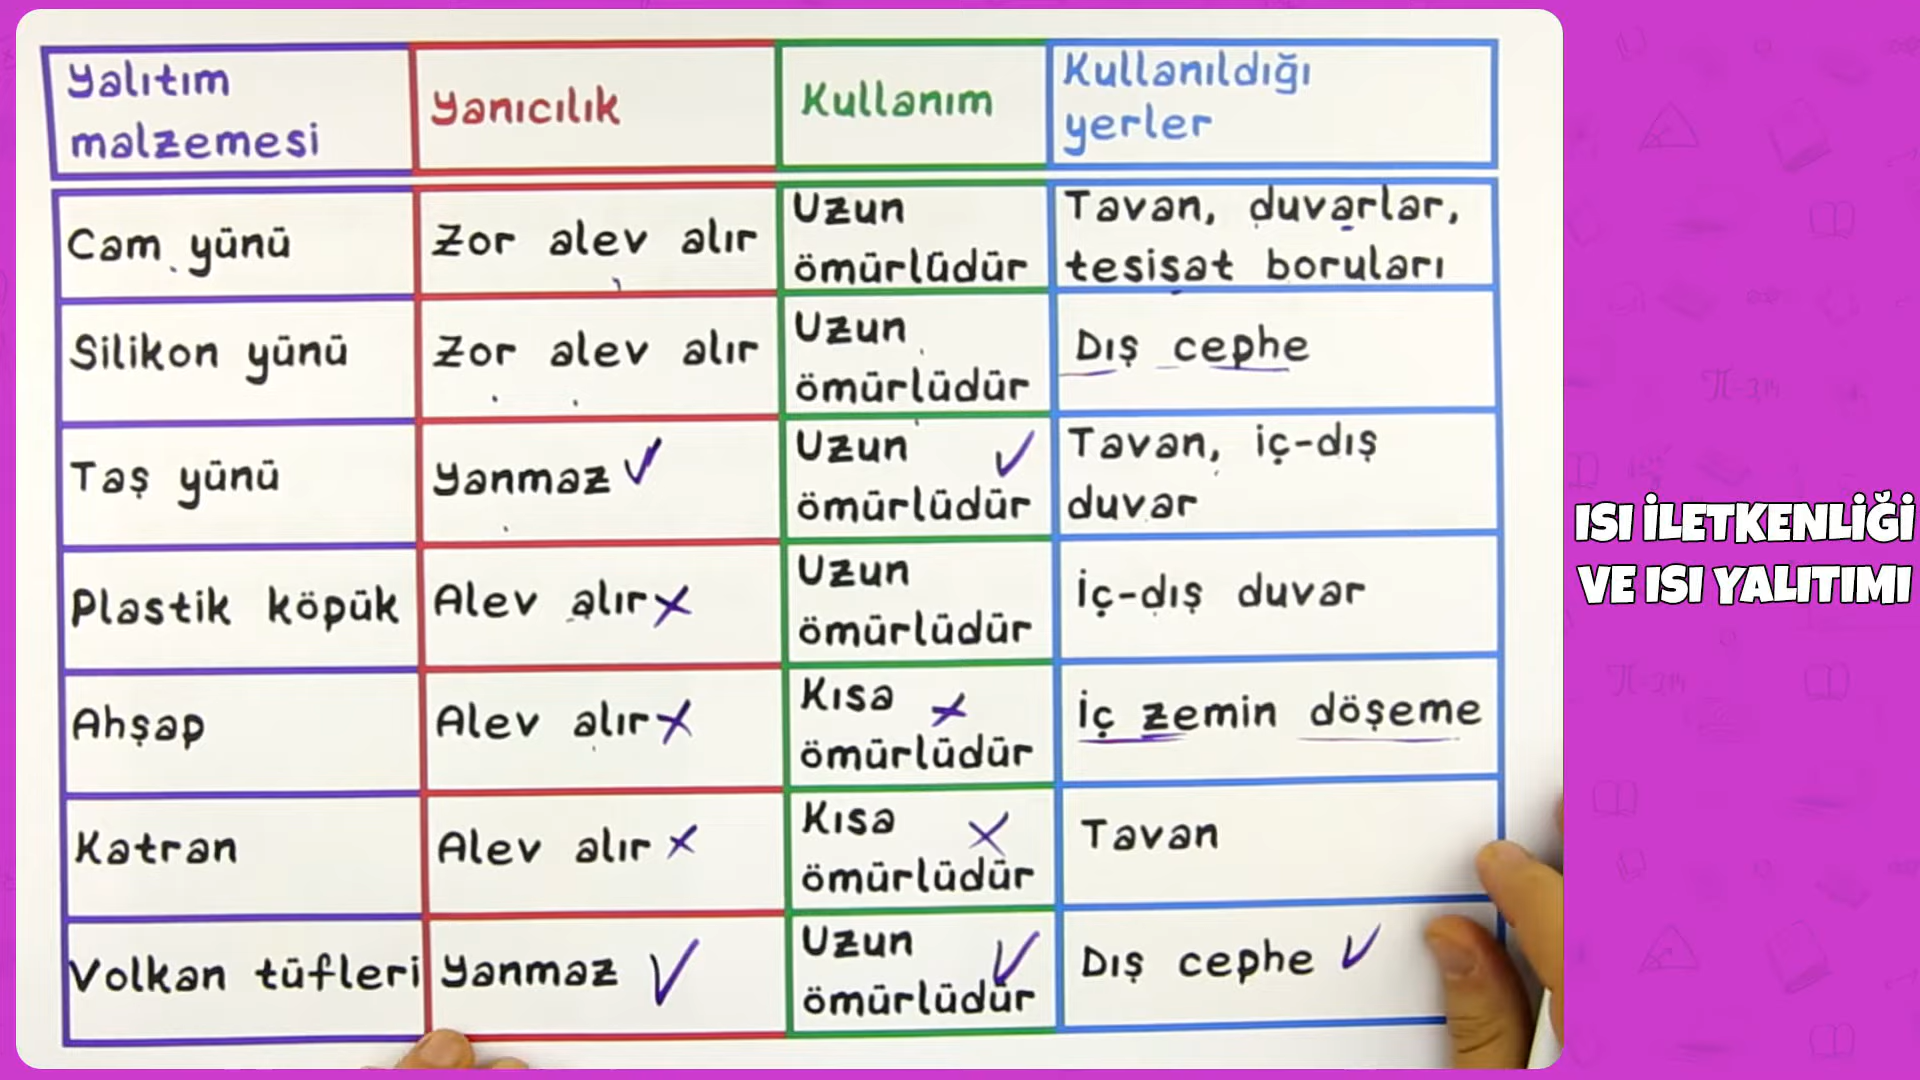 Yalıtım
malzemesi
Yanıcılık
Kullanım
Kullanıldığı
yerler
Cam yünü
Zor alev alır
Uzun
ömürlüdür
Tavan, duvarlar,
tesisat boruları
Silikon yünü
Zor alev alır
Uzun
ömürlüdür
Dış cephe
Taş yünü
Yanmaz
Uzun
ömürlüdür
Tavan, iç-dış
duvar
Plastik köpük
Alev alır
Uzun
ömürlüdür
İç-dış duvar
Ahşap
Alev alır
Kısa
ömürlüdür
İç zemin döşeme
Katran
Alev alır
Kısa
ömürlüdür
Tavan
Volkan tüfleri
Yanmaz
Uzun
ömürlüdür
Dış cephe
ISI İLETKENLİĞİ
VE ISI YALITIMI